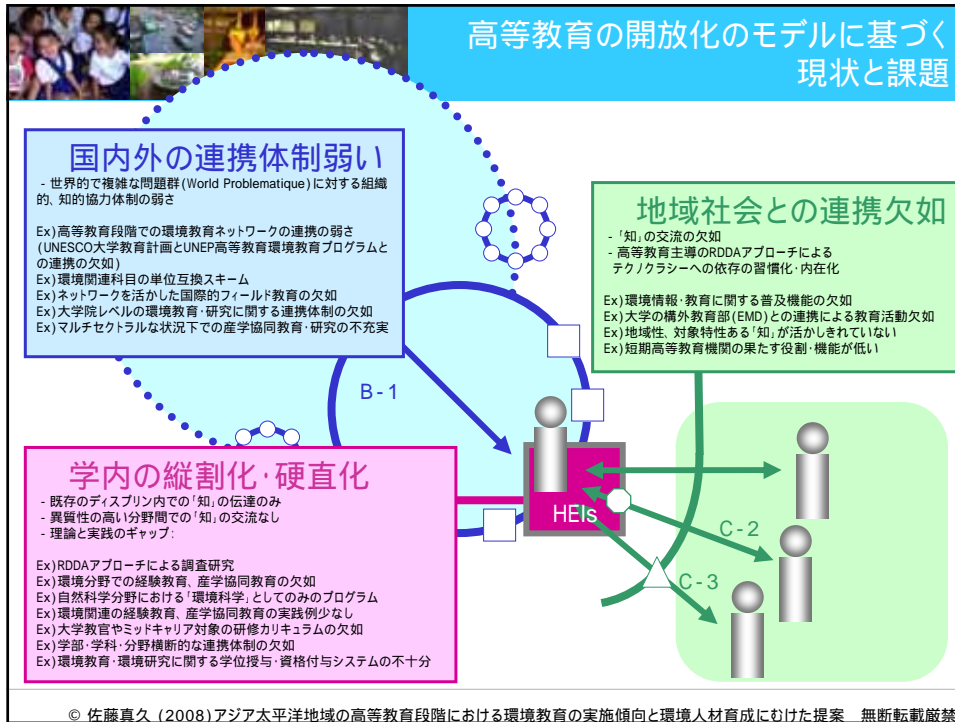 高等教育の開放化のモデルに基づく
現状と課題
国内外の連携体制弱い
- 世界的で複雑な問題群(World Problematique)に対する組織
的、知的協力体制の弱さ
Ex)高等教育段階での環境教育ネットワークの連携の弱さ
(UNESCO大学教育計画とUNEP高等教育環境教育プログラムと
の連携の欠如)
Ex)環境関連科目の単位互換スキーム
Ex)ネットワークを活かした国際的フィールド教育の欠如
Ex)大学院レベルの環境教育・研究に関する連携体制の欠如
Ex)マルチセクトラルな状況下での産学協同教育・研究の不充実
地域社会との連携欠如
- 「知」の交流の欠如
- 高等教育主導のRDDAアプローチによる
テクノクラシーへの依存の習慣化・内在化
Ex)環境情報・教育に関する普及機能の欠如
Ex)大学の構外教育部(EMD)との連携による教育活動欠如
Ex)地域性、対象特性ある「知」が活かしきれていない
Ex)短期高等教育機関の果たす役割・機能が低い
B-1
学内の縦割化・硬直化
- 既存のディスプリン内での「知」の伝達のみ
- 異質性の高い分野間での「知」の交流なし
- 理論と実践のギャップ:
Ex)RDDAアプローチによる調査研究
Ex)環境分野での経験教育、産学協同教育の欠如
Ex)自然科学分野における「環境科学」としてのみのプログラム
Ex)環境関連の経験教育、産学協同教育の実践例少なし
Ex)大学教官やミッドキャリア対象の研修カリキュラムの欠如
Ex)学部・学科・分野横断的な連携体制の欠如
Ex)環境教育・環境研究に関する学位授与・資格付与システムの不十分
HEIs
C-2
C-3
© 佐藤真久 (2008)アジア太平洋地域の高等教育段階における環境教育の実施傾向と環境人材育成にむけた提案 無断転載厳禁